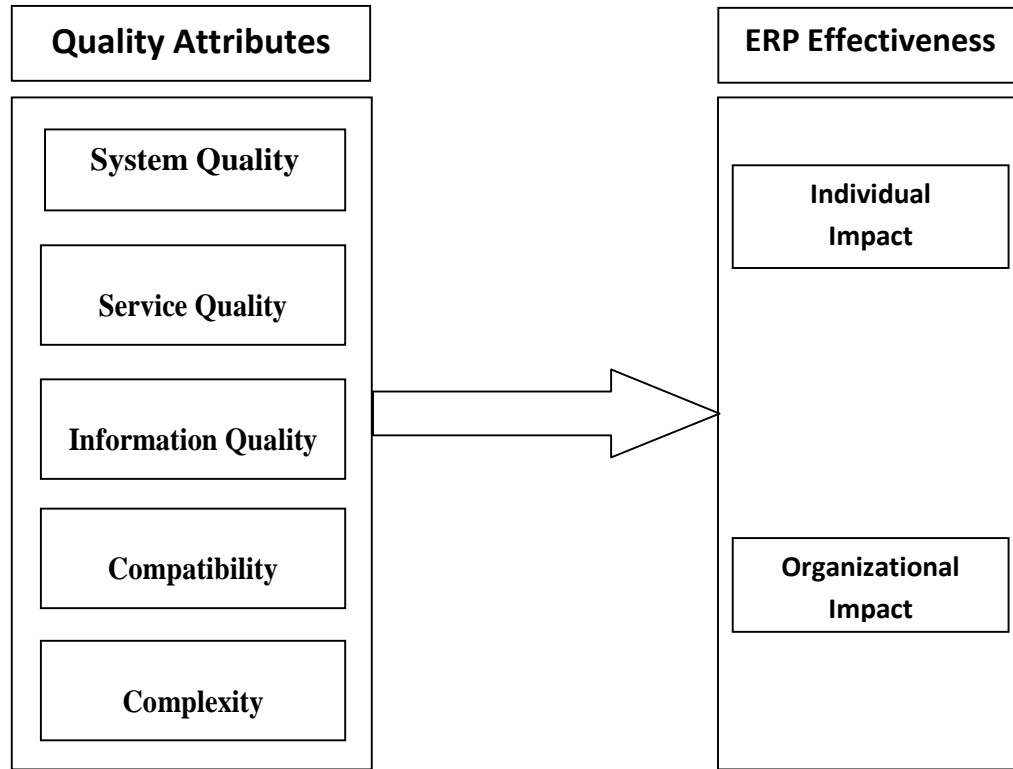 Quality Attributes
System Quality
Service Quality
Information Quality
Compatibility
Complexity
ERP Effectiveness
Individual
Impact
Organizational
Impact